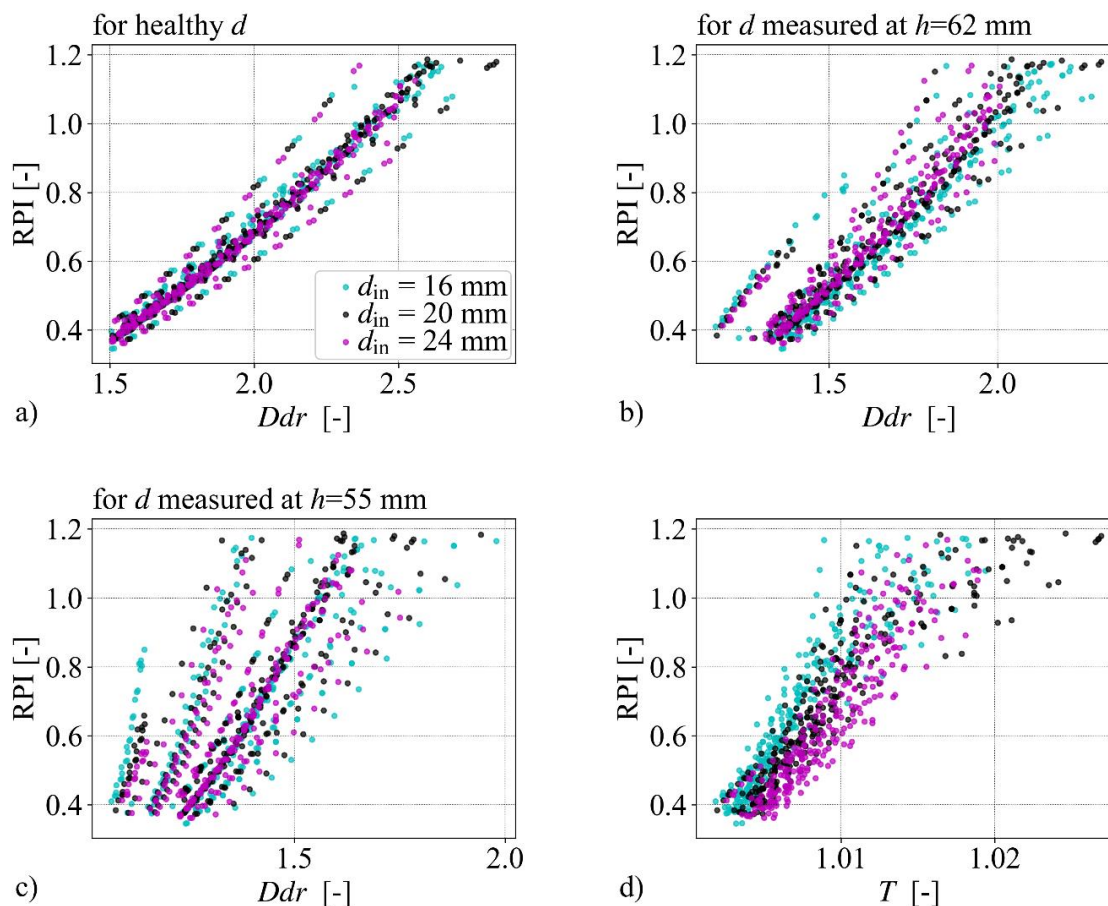 for healthy d
1.2
1.0
0.8
0.6
0.4
RPI [-]
d_in = 16 mm
d_in = 20 mm
d_in = 24 mm
1.5 2.0 2.5
a) Ddr [-]
for d measured at h=62 mm
1.2
1.0
0.8
0.6
0.4
RPI [-]
1.5 2.0
b) Ddr [-]
for d measured at h=55 mm
1.2
1.0
0.8
0.6
0.4
RPI [-]
1.5 2.0
c) Ddr [-]
1.2
1.0
0.8
0.6
0.4
RPI [-]
1.01 1.02
d) T [-]